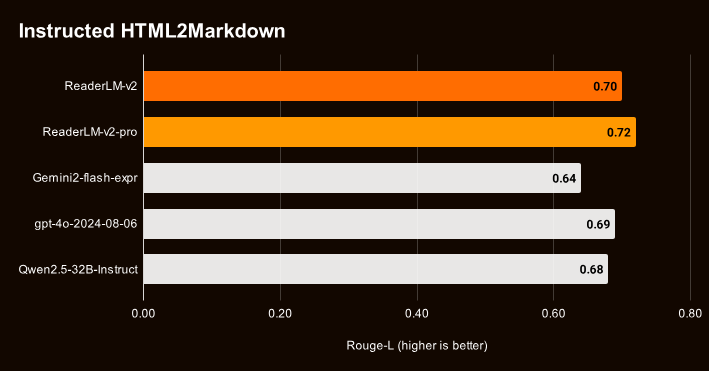 Instructed HTML2Markdown
ReaderLM-v2
0.70
ReaderLM-v2-pro
0.72
Gemini2-flash-expr
0.64
gpt-4o-2024-08-06
0.69
Qwen2.5-32B-Instruct
0.68
0.00 0.20 0.40 0.60 0.80
Rouge-L (higher is better)